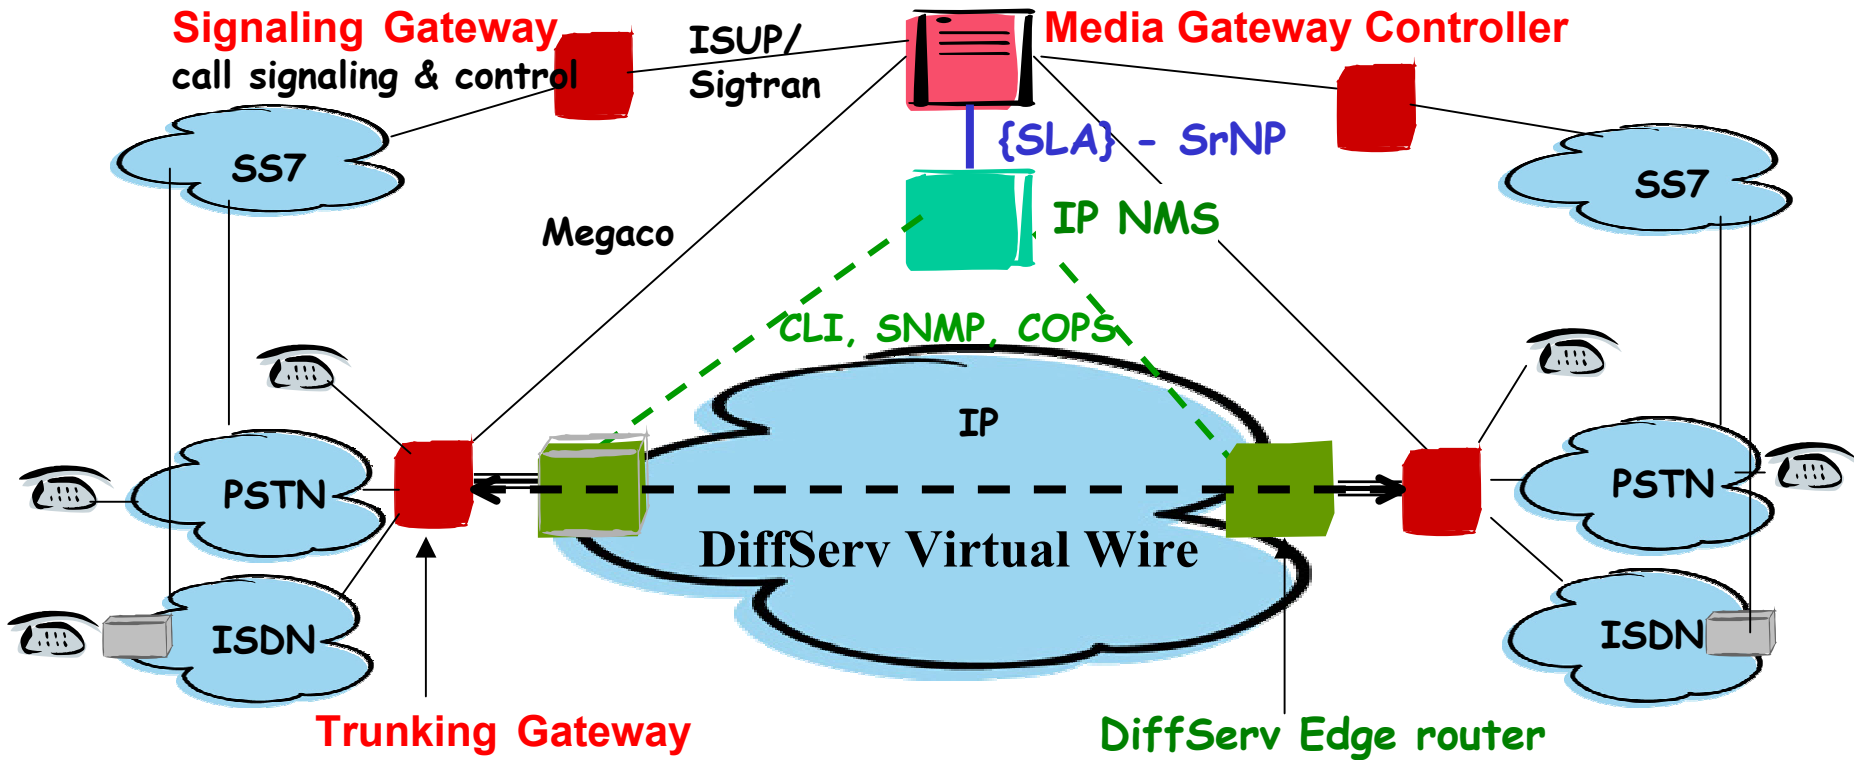 Signaling Gateway
call signaling & control
ISUP/
Sigtran
Media Gateway Controller
{SLA} - SrNP
SS7
SS7
IP NMS
Megaco
CLI, SNMP, COPS
IP
PSTN
PSTN
DiffServ Virtual Wire
ISDN
ISDN
Trunking Gateway
DiffServ Edge router